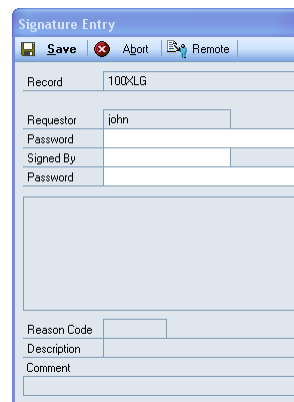 Signature Entry
Save Abort Remote
Record 100XLG
Requestor john
Password
Signed By
Password
Reason Code
Description
Comment